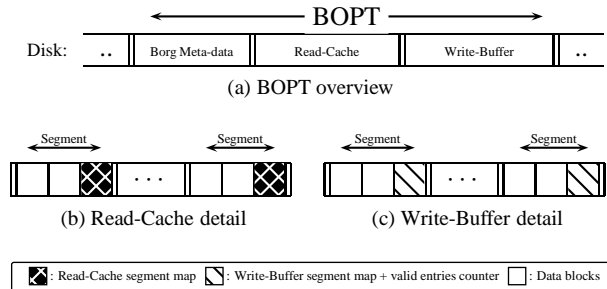 BOPT
Disk: .. Borg Meta-data Read-Cache Write-Buffer ..
(a) BOPT overview
Segment Segment Segment Segment
. . . . . .
(b) Read-Cache detail (c) Write-Buffer detail
: Read-Cache segment map : Write-Buffer segment map + valid entries counter : Data blocks